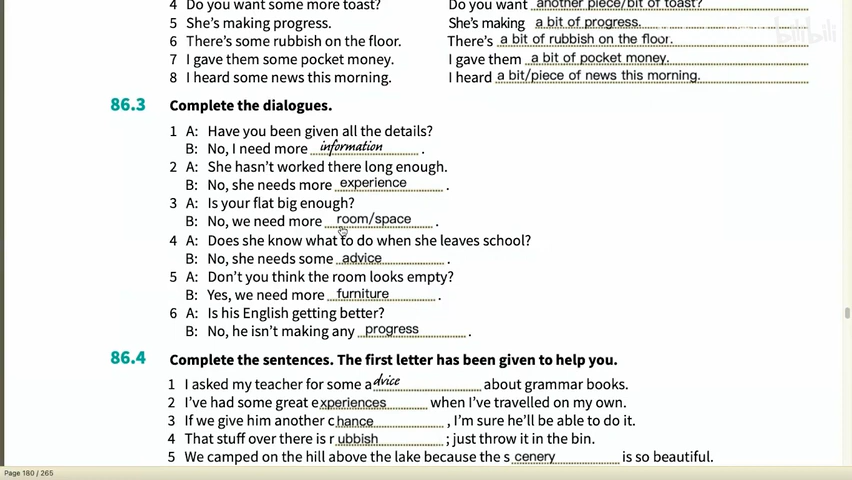 4 Do you want some more toast? Do you want another piece/bit of toast?
5 She's making progress. She's making a bit of progress.
6 There's some rubbish on the floor. There's a bit of rubbish on the floor.
7 I gave them some pocket money. I gave them a bit of pocket money.
8 I heard some news this morning. I heard a bit/piece of news this morning.
bilibili
86.3 Complete the dialogues.
1 A: Have you been given all the details?
B: No, I need more information .
2 A: She hasn't worked there long enough.
B: No, she needs more experience .
3 A: Is your flat big enough?
B: No, we need more room/space .
4 A: Does she know what to do when she leaves school?
B: No, she needs some advice .
5 A: Don't you think the room looks empty?
B: Yes, we need more furniture .
6 A: Is his English getting better?
B: No, he isn't making any progress .
86.4 Complete the sentences. The first letter has been given to help you.
1 I asked my teacher for some advice about grammar books.
2 I've had some great experiences when I've travelled on my own.
3 If we give him another chance , I'm sure he'll be able to do it.
4 That stuff over there is rubbish ; just throw it in the bin.
5 We camped on the hill above the lake because the scenery is so beautiful.
Page 180 / 265